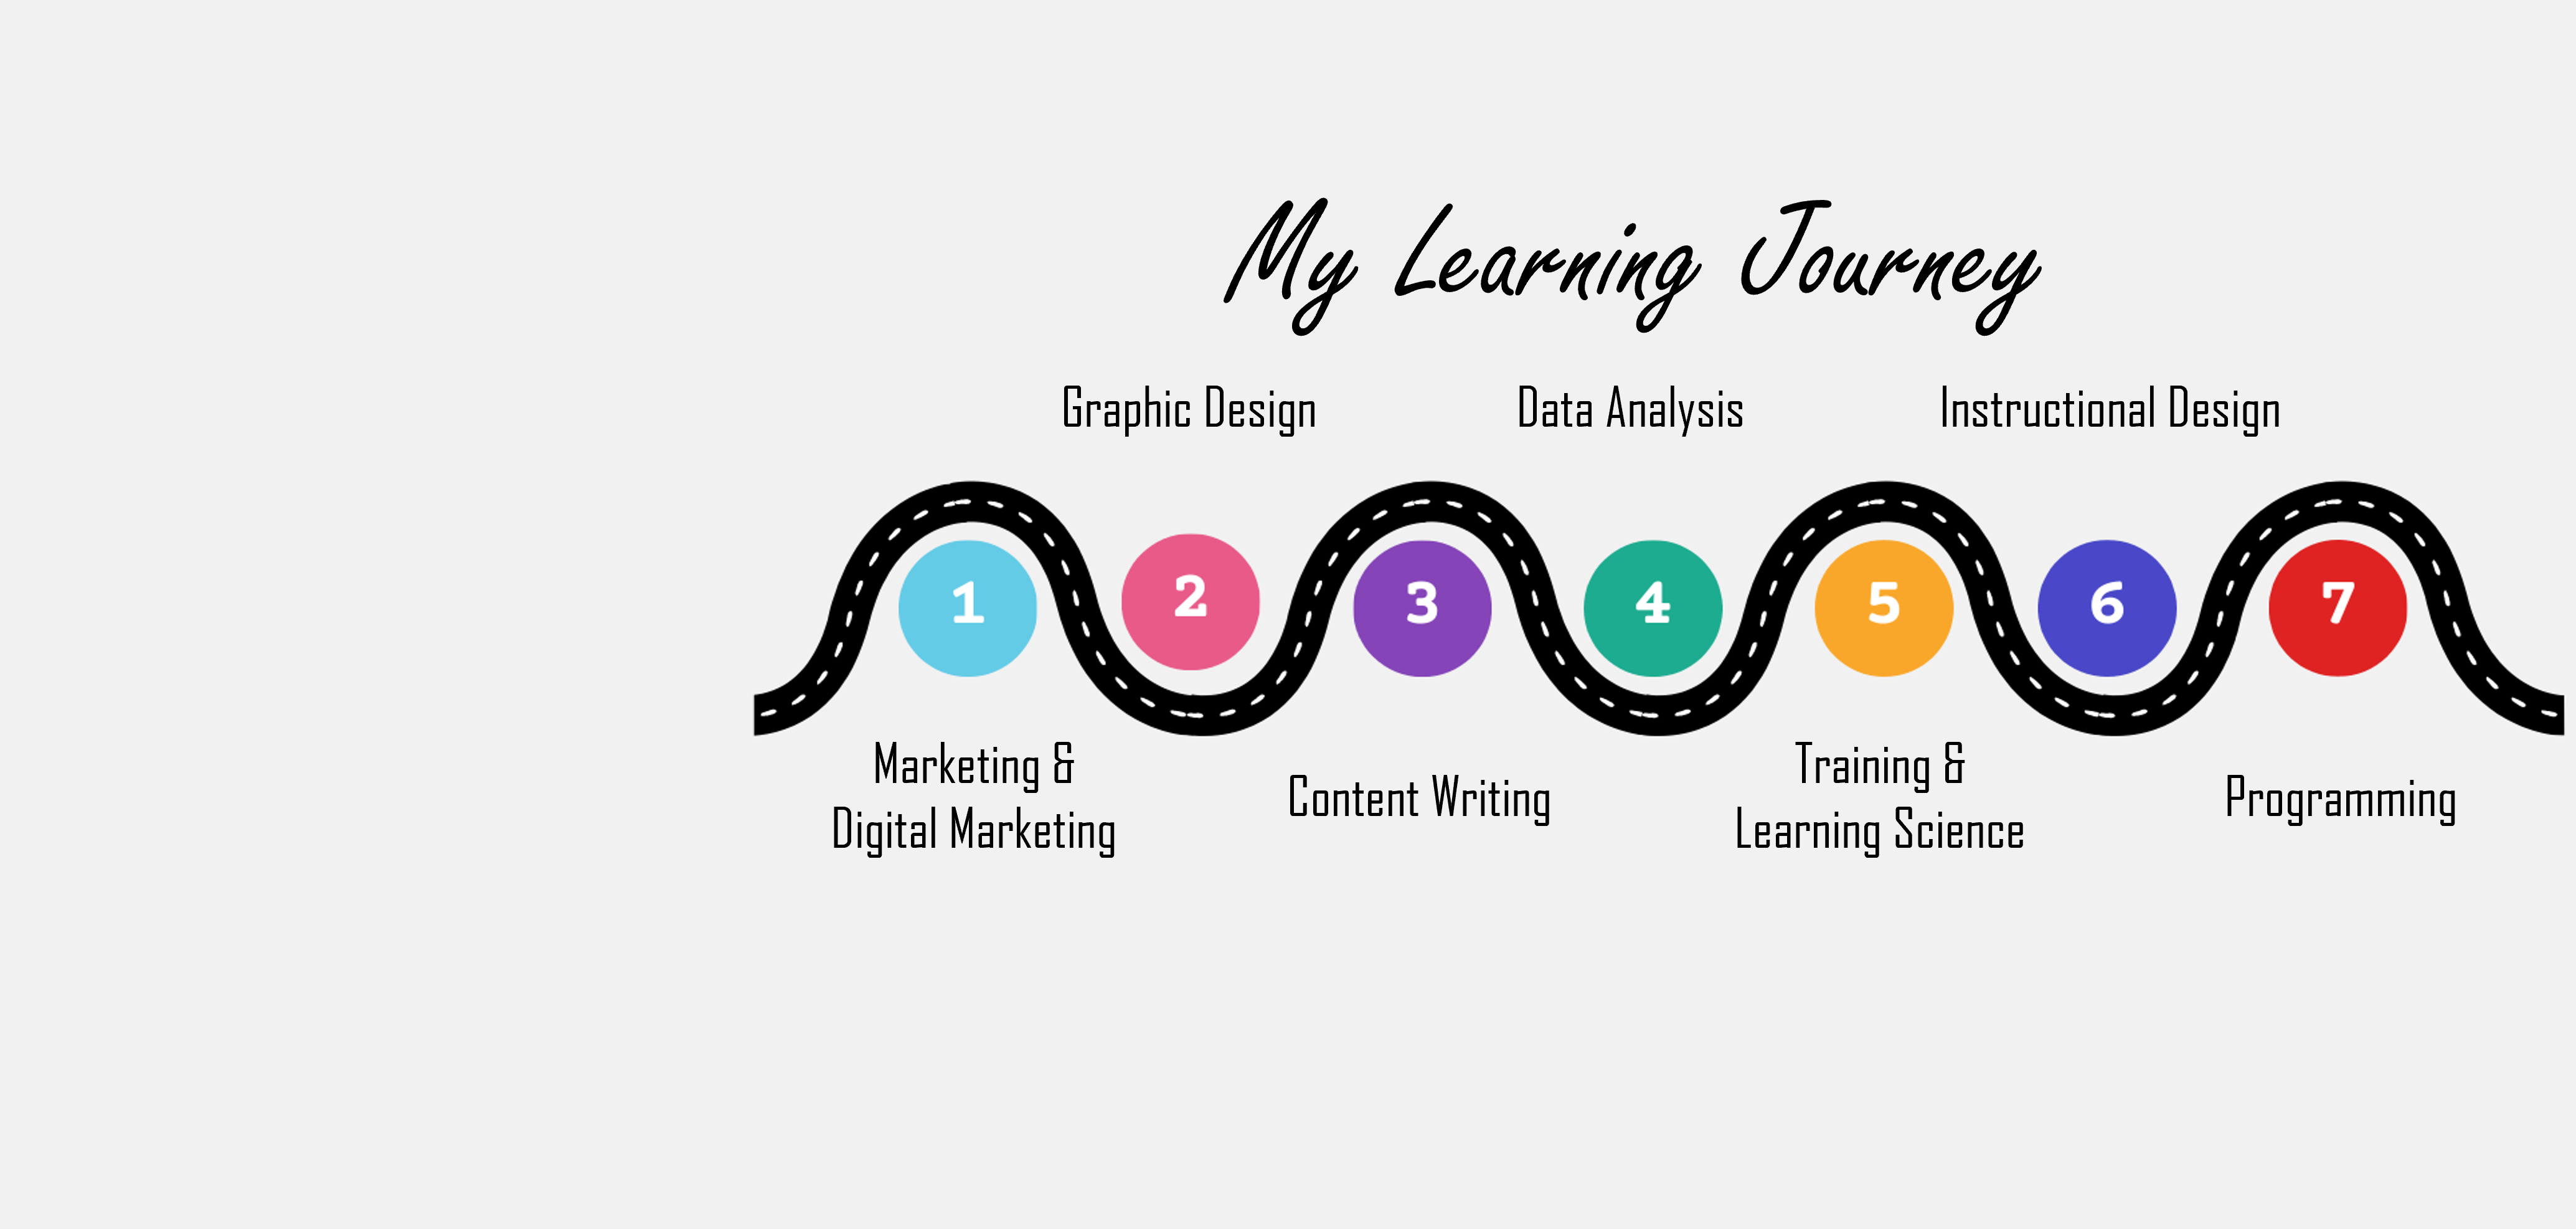 My Learning Journey
Graphic Design
Data Analysis
Instructional Design
1
2
3
4
5
6
7
Marketing &
Digital Marketing
Content Writing
Training &
Learning Science
Programming